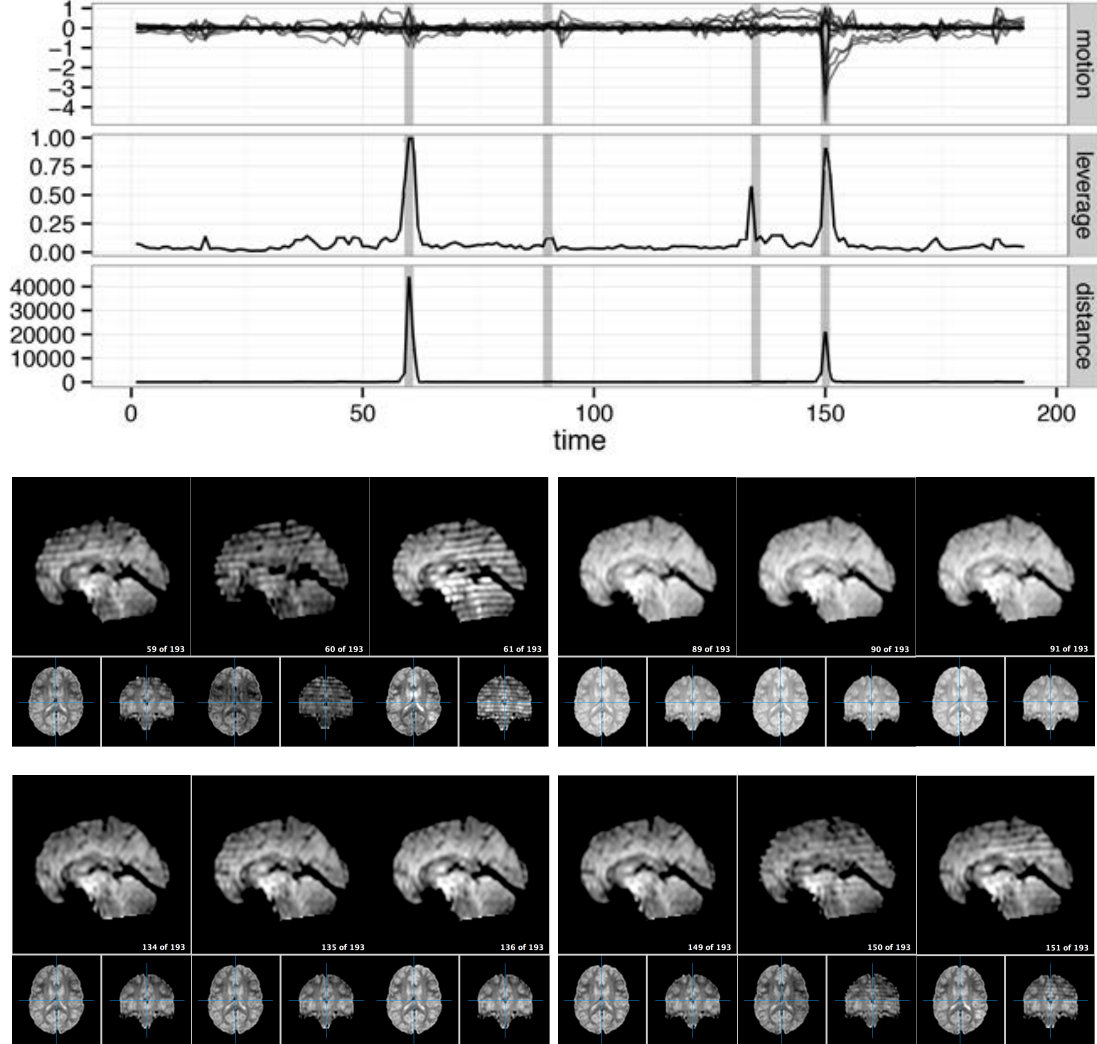 1
0
−1
−2
−3
−4
motion
1.00
0.75
0.50
0.25
0.00
leverage
40000
30000
20000
10000
0
distance
0 50 100 150 200
time
59 of 193 60 of 193 61 of 193 89 of 193 90 of 193 91 of 193
134 of 193 135 of 193 136 of 193 149 of 193 150 of 193 151 of 193